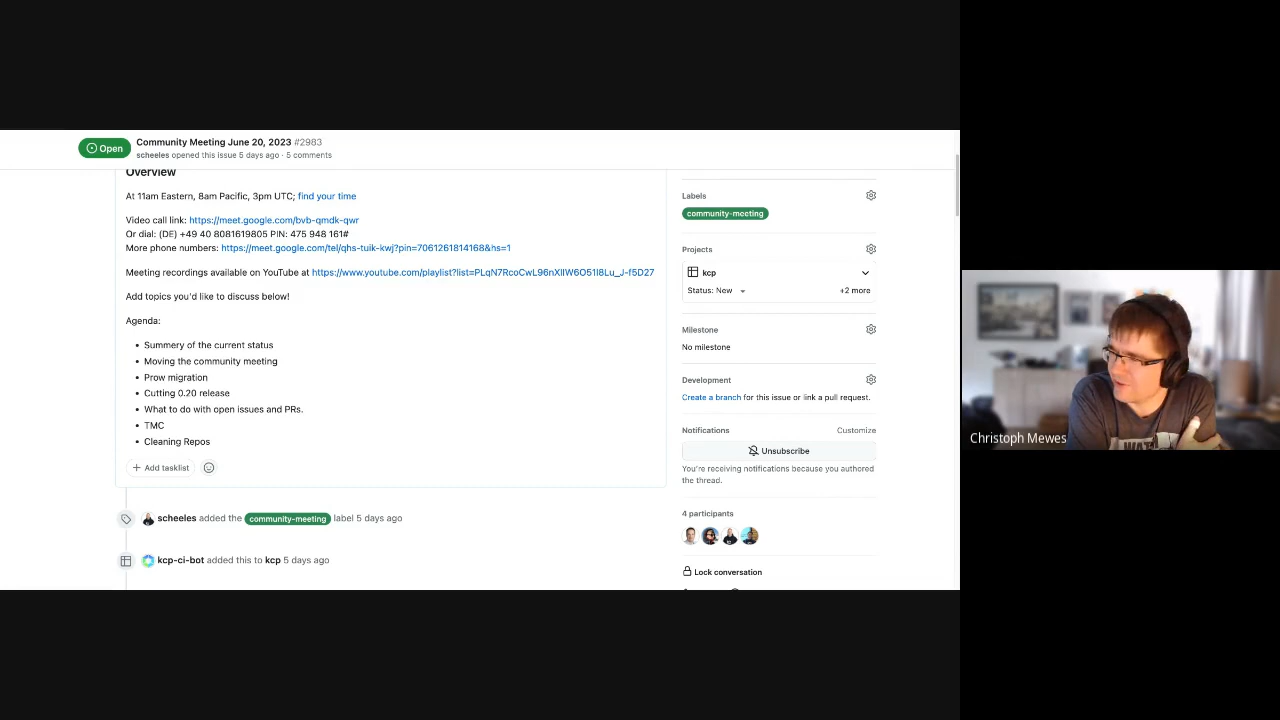 Open
Community Meeting June 20, 2023 #2983
scheeles opened this issue 5 days ago · 5 comments
Overview
At 11am Eastern, 8am Pacific, 3pm UTC; find your time
Video call link: https://meet.google.com/bvb-qmdk-qwr
Or dial: (DE) +49 40 8081619805 PIN: 475 948 161#
More phone numbers: https://meet.google.com/tel/qhs-tuik-kwj?pin=7061261814168&hs=1
Meeting recordings available on YouTube at https://www.youtube.com/playlist?list=PLqN7RcoCwL96nXlIW6O51I8Lu_J-f5D27
Add topics you'd like to discuss below!
Agenda:
• Summery of the current status
• Moving the community meeting
• Prow migration
• Cutting 0.20 release
• What to do with open issues and PRs.
• TMC
• Cleaning Repos
Add tasklist
scheeles added the community-meeting label 5 days ago
kcp-ci-bot added this to kcp 5 days ago
Labels
community-meeting
Projects
kcp
Status: New +2 more
Milestone
No milestone
Development
Create a branch for this issue or link a pull request.
Notifications Customize
Unsubscribe
You're receiving notifications because you authored
the thread.
4 participants
Lock conversation
Christoph Mewes